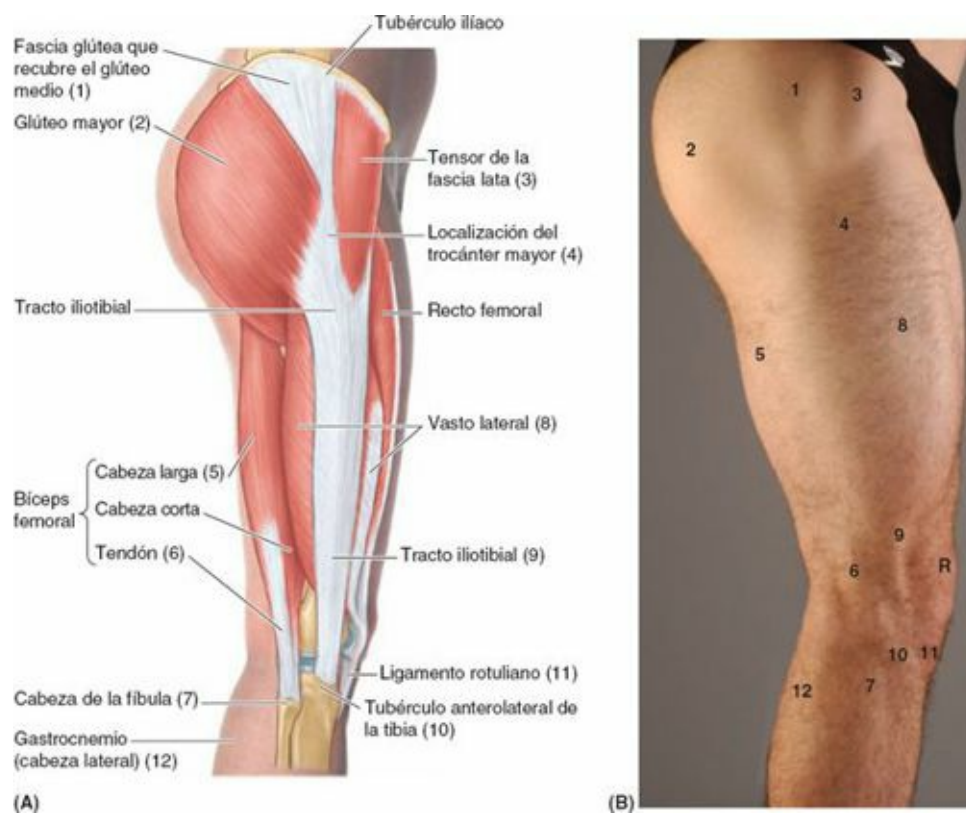 Tubérculo ilíaco
Fascia glútea que
recubre el glúteo
medio (1)
Glúteo mayor (2)
Tensor de la
fascia lata (3)
Localización del
trocánter mayor (4)
Tracto iliotibial
Recto femoral
Vasto lateral (8)
Bíceps
femoral
Cabeza larga (5)
Cabeza corta
Tendón (6)
Tracto iliotibial (9)
Ligamento rotuliano (11)
Cabeza de la fíbula (7)
Tubérculo anterolateral de
la tibia (10)
Gastrocnemio
(cabeza lateral) (12)
(A)
1
3
2
4
8
5
9
6
R
10
11
12
7
(B)